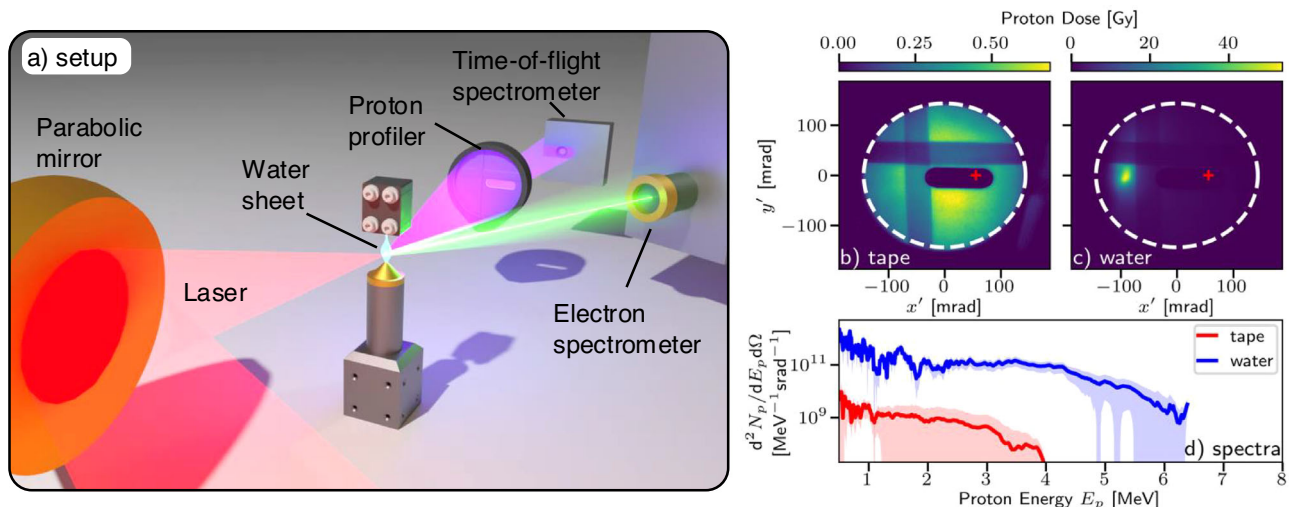 a) setup
Parabolic
mirror
Laser
Water
sheet
Proton
profiler
Time-of-flight
spectrometer
Electron
spectrometer
Proton Dose [Gy]
0.00 0.25 0.50
0 20 40
y′ [mrad]
100
0
−100
b) tape
−100 0 100
x′ [mrad]
c) water
−100 0 100
x′ [mrad]
d²Nₚ/dEₚdΩ
[MeV⁻¹srad⁻¹]
10¹¹
10⁹
tape
water
d) spectra
1 2 3 4 5 6 7 8
Proton Energy Eₚ [MeV]